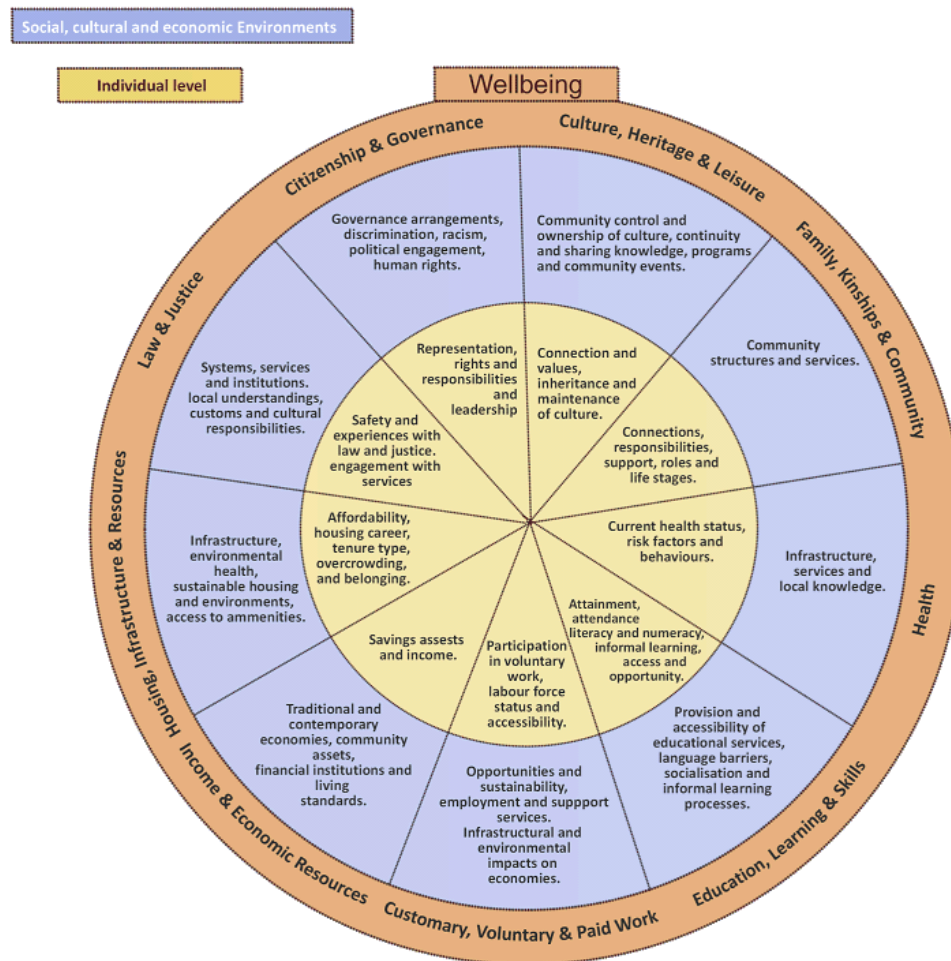 Social, cultural and economic Environments
Individual level
Wellbeing
Citizenship & Governance
Culture, Heritage & Leisure
Family, Kinships & Community
Health
Education, Learning & Skills
Customary, Voluntary & Paid Work
Income & Economic Resources
Housing, Infrastructure & Resources
Law & Justice
Governance arrangements,
discrimination, racism,
political engagement,
human rights.
Community control and
ownership of culture, continuity
and sharing knowledge, programs
and community events.
Community
structures and services.
Infrastructure,
services and
local knowledge.
Provision and
accessibility of
educational services,
language barriers,
socialisation and
informal learning
processes.
Opportunities and
sustainability,
employment and suppport
services.
Infrastructural and
environmental
impacts on
economies.
Traditional and
contemporary
economies, community
assets,
financial institutions and
living
standards.
Infrastructure,
environmental
health,
sustainable housing
and environments,
access to ammenities.
Systems, services
and institutions.
local understandings,
customs and cultural
responsibilities.
Representation,
rights and
responsibilities
and
leadership
Connection and
values,
inheritance and
maintenance
of culture.
Connections,
responsibilities,
support, roles and
life stages.
Current health status,
risk factors and
behaviours.
Attainment,
attendance
literacy and numeracy,
informal learning,
access and
opportunity.
Participation
in voluntary
work,
labour force
status and
accessibility.
Savings assests
and income.
Affordability,
housing career,
tenure type,
overcrowding,
and belonging.
Safety and
experiences with
law and justice.
engagement with
services